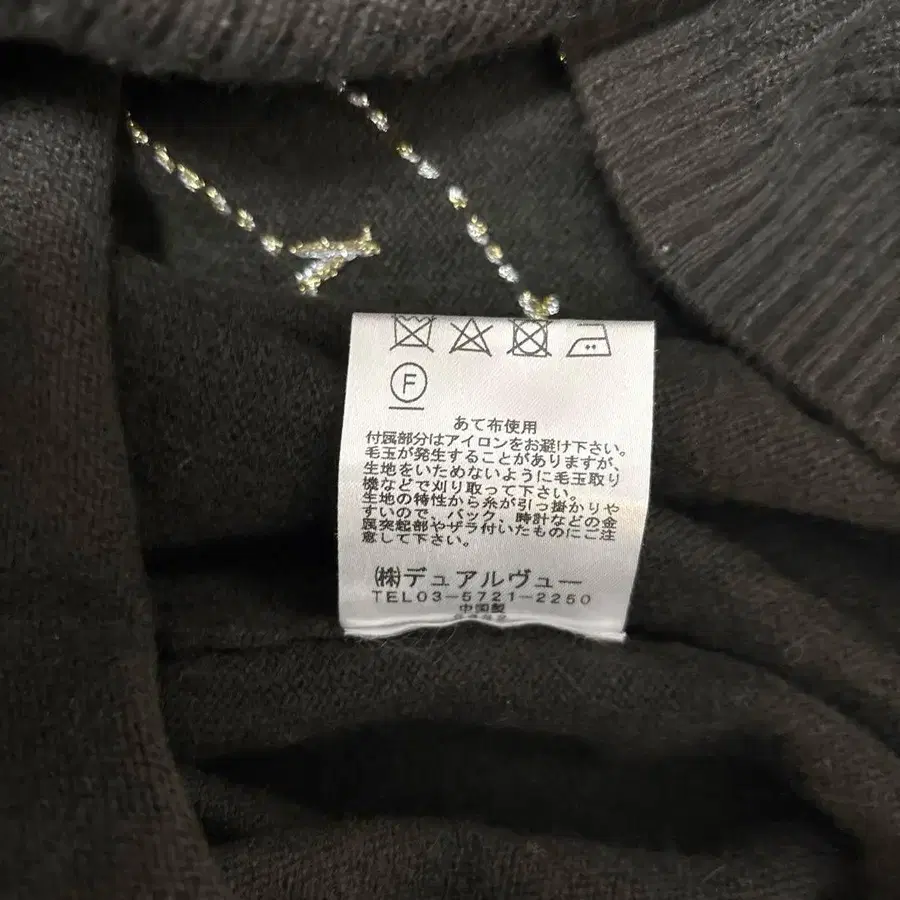 F
あて布使用
付属部分はアイロンをお避け下さい。
毛玉が発生することがありますが、
生地をいためないように毛玉取り
機などで刈り取って下さい。
生地の特性から糸が引っ掛かりや
すいので、バック、時計などの金
属突起部やザラ付いたものにご注
意して下さい。
㈱デュアルヴュー
TEL03-5721-2250
中国製